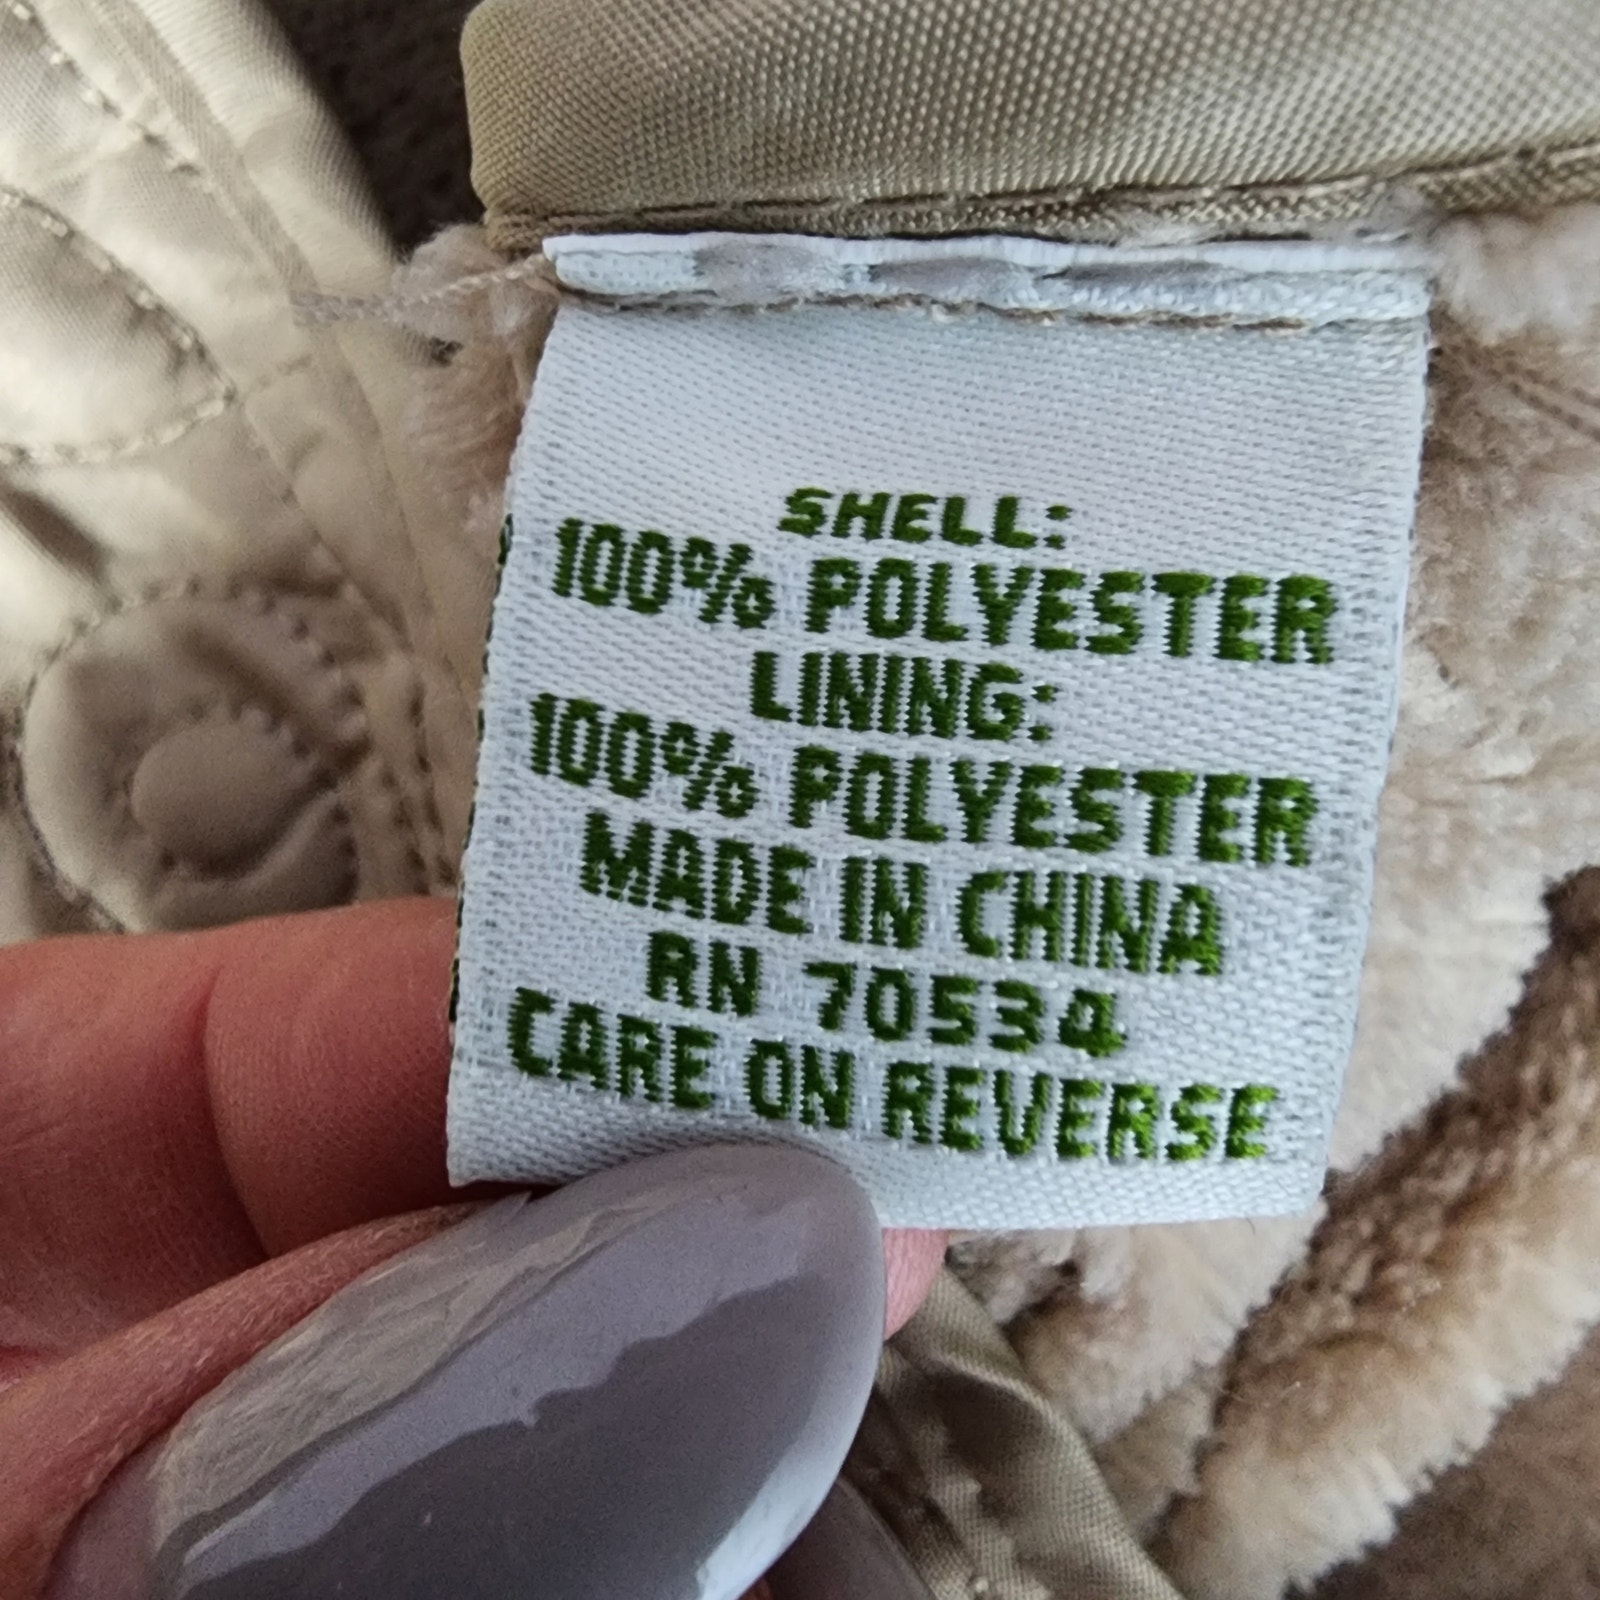 SHELL:
100% POLYESTER
LINING:
100% POLYESTER
MADE IN CHINA
RN 70534
CARE ON REVERSE